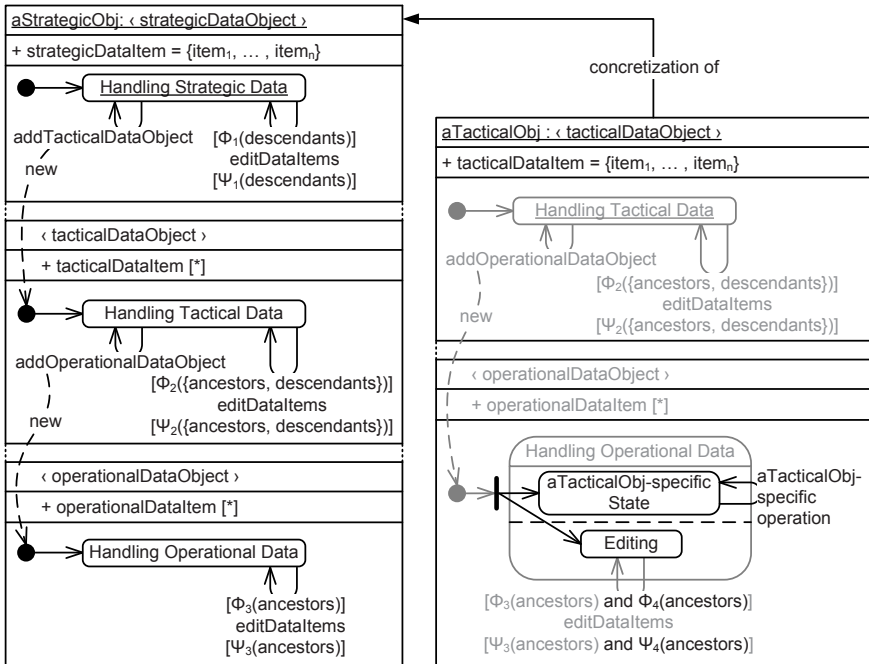 aStrategicObj: ‹ strategicDataObject ›
+ strategicDataItem = {item₁, … , itemₙ}
Handling Strategic Data
addTacticalDataObject
new
[Φ₁(descendants)]
editDataItems
[Ψ₁(descendants)]
‹ tacticalDataObject ›
+ tacticalDataItem [*]
Handling Tactical Data
addOperationalDataObject
new
[Φ₂({ancestors, descendants})]
editDataItems
[Ψ₂({ancestors, descendants})]
‹ operationalDataObject ›
+ operationalDataItem [*]
Handling Operational Data
[Φ₃(ancestors)]
editDataItems
[Ψ₃(ancestors)]
concretization of
aTacticalObj : ‹ tacticalDataObject ›
+ tacticalDataItem = {item₁, … , itemₙ}
Handling Tactical Data
addOperationalDataObject
new
[Φ₂({ancestors, descendants})]
editDataItems
[Ψ₂({ancestors, descendants})]
‹ operationalDataObject ›
+ operationalDataItem [*]
Handling Operational Data
aTacticalObj-specific
State
aTacticalObj-
specific
operation
Editing
[Φ₃(ancestors) and Φ₄(ancestors)]
editDataItems
[Ψ₃(ancestors) and Ψ₄(ancestors)]